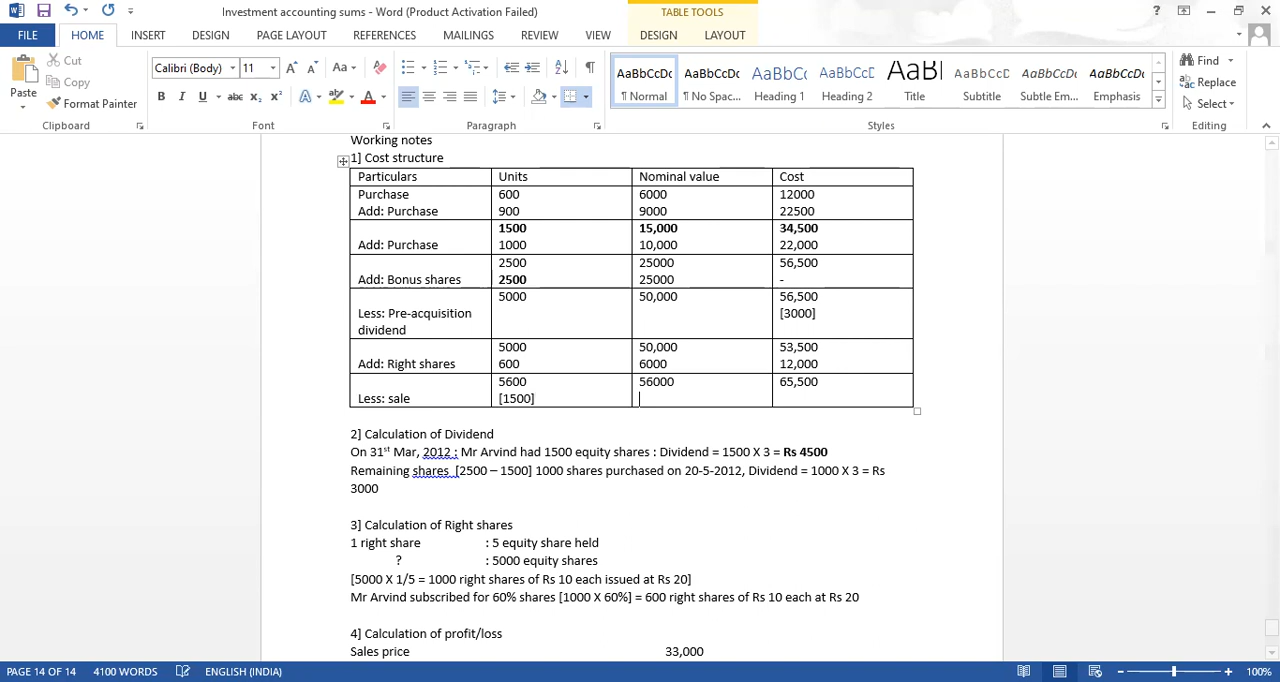 Investment accounting sums - Word (Product Activation Failed)
TABLE TOOLS
FILE HOME INSERT DESIGN PAGE LAYOUT REFERENCES MAILINGS REVIEW VIEW DESIGN LAYOUT
Paste
Cut
Copy
Format Painter
Clipboard
Calibri (Body) 11
Font
Paragraph
AaBbCcDc AaBbCcDc AaBbCc AaBbCcC AaBl AaBbCcC AaBbCcDc AaBbCcDc
¶ Normal ¶ No Spac... Heading 1 Heading 2 Title Subtitle Subtle Em... Emphasis
Styles
Find
Replace
Select
Editing
Working notes
1] Cost structure
Particulars Units Nominal value Cost
Purchase 600 6000 12000
Add: Purchase 900 9000 22500
1500 15,000 34,500
Add: Purchase 1000 10,000 22,000
2500 25000 56,500
Add: Bonus shares 2500 25000 -
5000 50,000 56,500
Less: Pre-acquisition [3000]
dividend
5000 50,000 53,500
Add: Right shares 600 6000 12,000
5600 56000 65,500
Less: sale [1500]
2] Calculation of Dividend
On 31st Mar, 2012 : Mr Arvind had 1500 equity shares : Dividend = 1500 X 3 = Rs 4500
Remaining shares [2500 – 1500] 1000 shares purchased on 20-5-2012, Dividend = 1000 X 3 = Rs
3000
3] Calculation of Right shares
1 right share : 5 equity share held
? : 5000 equity shares
[5000 X 1/5 = 1000 right shares of Rs 10 each issued at Rs 20]
Mr Arvind subscribed for 60% shares [1000 X 60%] = 600 right shares of Rs 10 each at Rs 20
4] Calculation of profit/loss
Sales price 33,000
PAGE 14 OF 14 4100 WORDS ENGLISH (INDIA) 100%